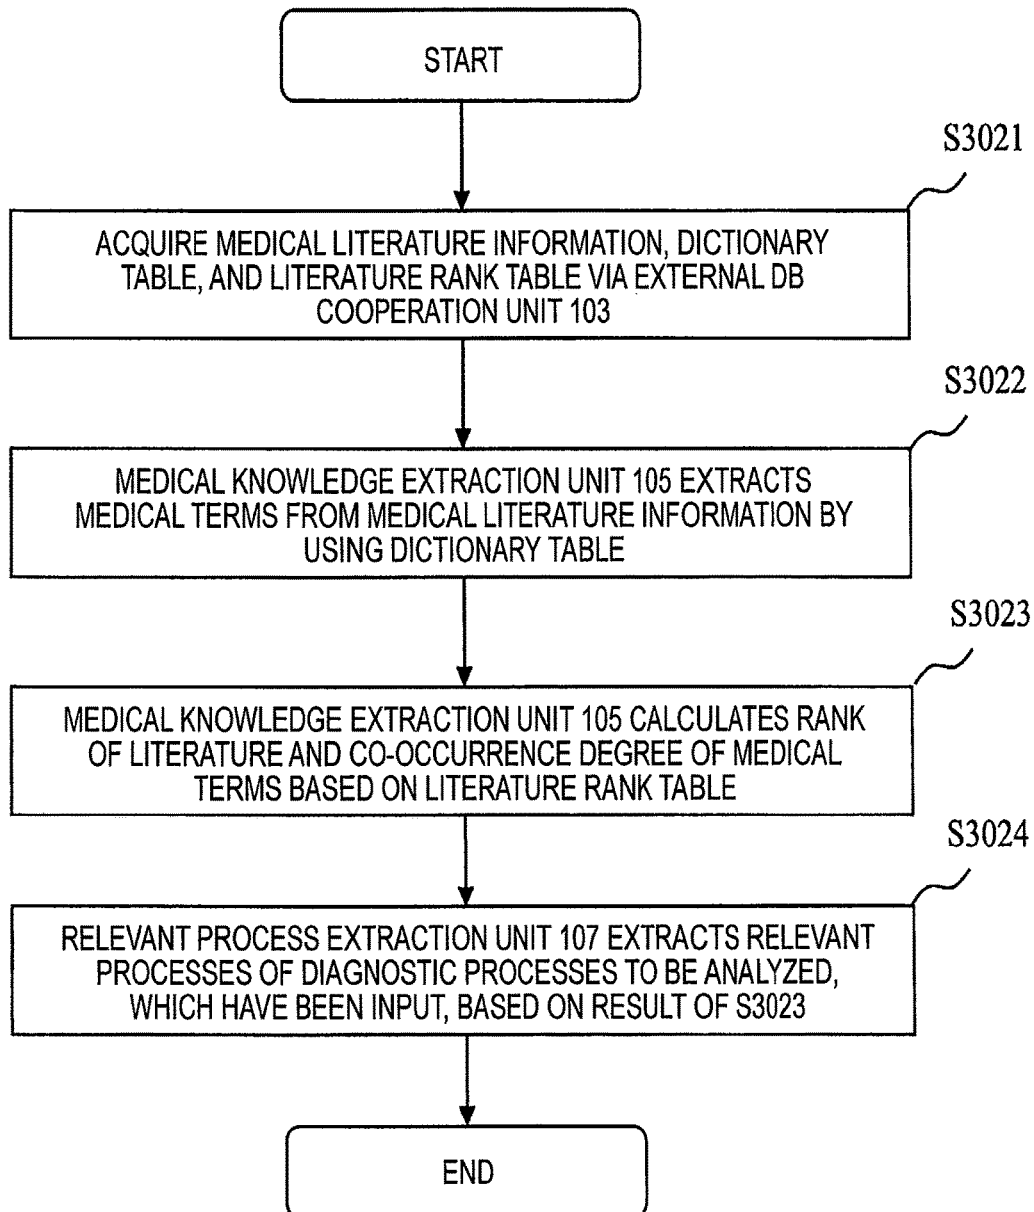 START
S3021
ACQUIRE MEDICAL LITERATURE INFORMATION, DICTIONARY
TABLE, AND LITERATURE RANK TABLE VIA EXTERNAL DB
COOPERATION UNIT 103
S3022
MEDICAL KNOWLEDGE EXTRACTION UNIT 105 EXTRACTS
MEDICAL TERMS FROM MEDICAL LITERATURE INFORMATION BY
USING DICTIONARY TABLE
S3023
MEDICAL KNOWLEDGE EXTRACTION UNIT 105 CALCULATES RANK
OF LITERATURE AND CO-OCCURRENCE DEGREE OF MEDICAL
TERMS BASED ON LITERATURE RANK TABLE
S3024
RELEVANT PROCESS EXTRACTION UNIT 107 EXTRACTS RELEVANT
PROCESSES OF DIAGNOSTIC PROCESSES TO BE ANALYZED,
WHICH HAVE BEEN INPUT, BASED ON RESULT OF S3023
END